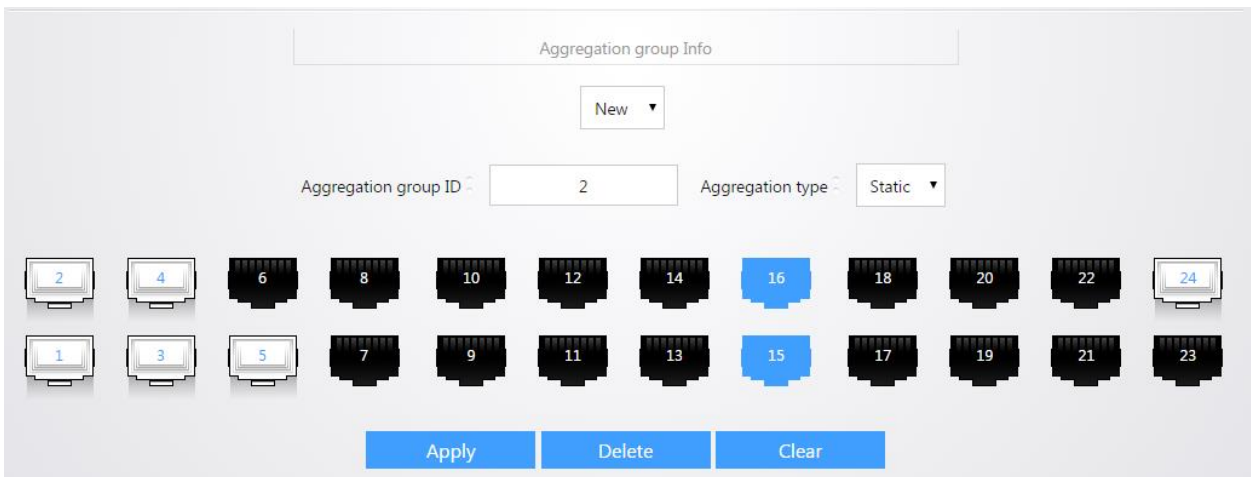 Aggregation group Info
New
Aggregation group ID 2 Aggregation type Static
2 4 6 8 10 12 14 16 18 20 22 24
1 3 5 7 9 11 13 15 17 19 21 23
Apply Delete Clear